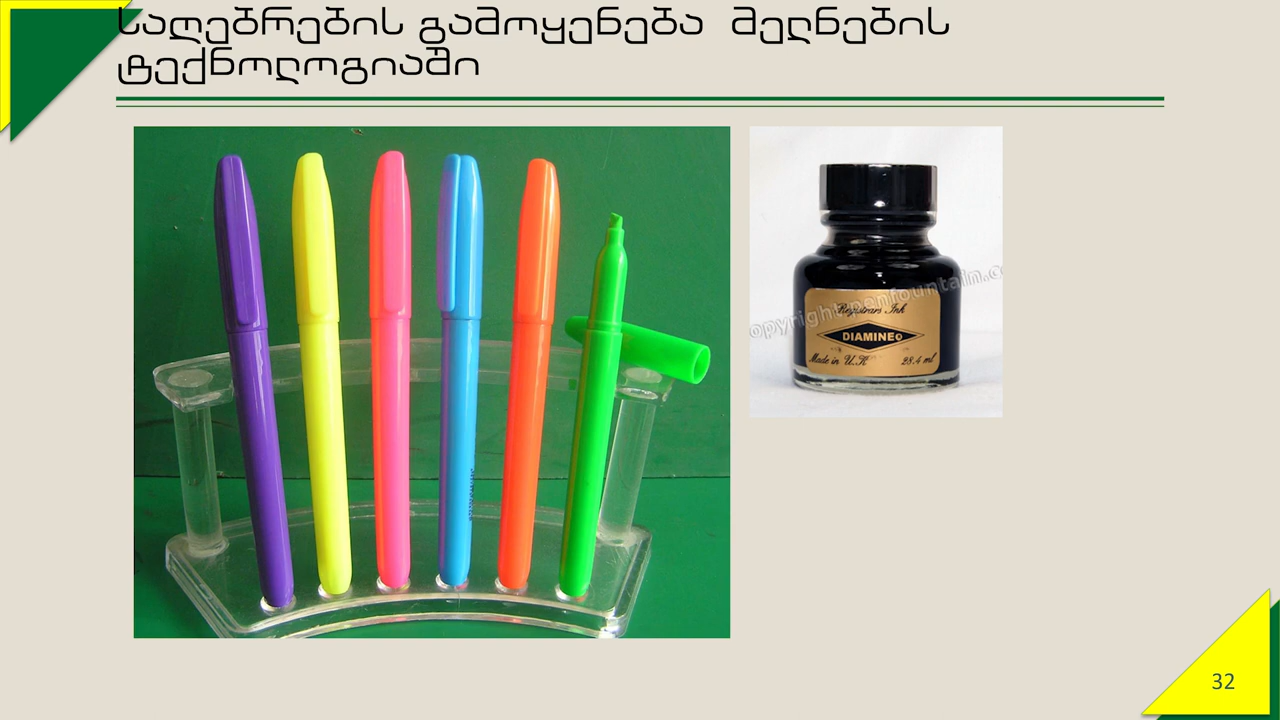 საღებრების გამოყენება მელნების
ტექნოლოგიაში
Registrars Ink
DIAMINE
Made in U.K 28.4 ml
32